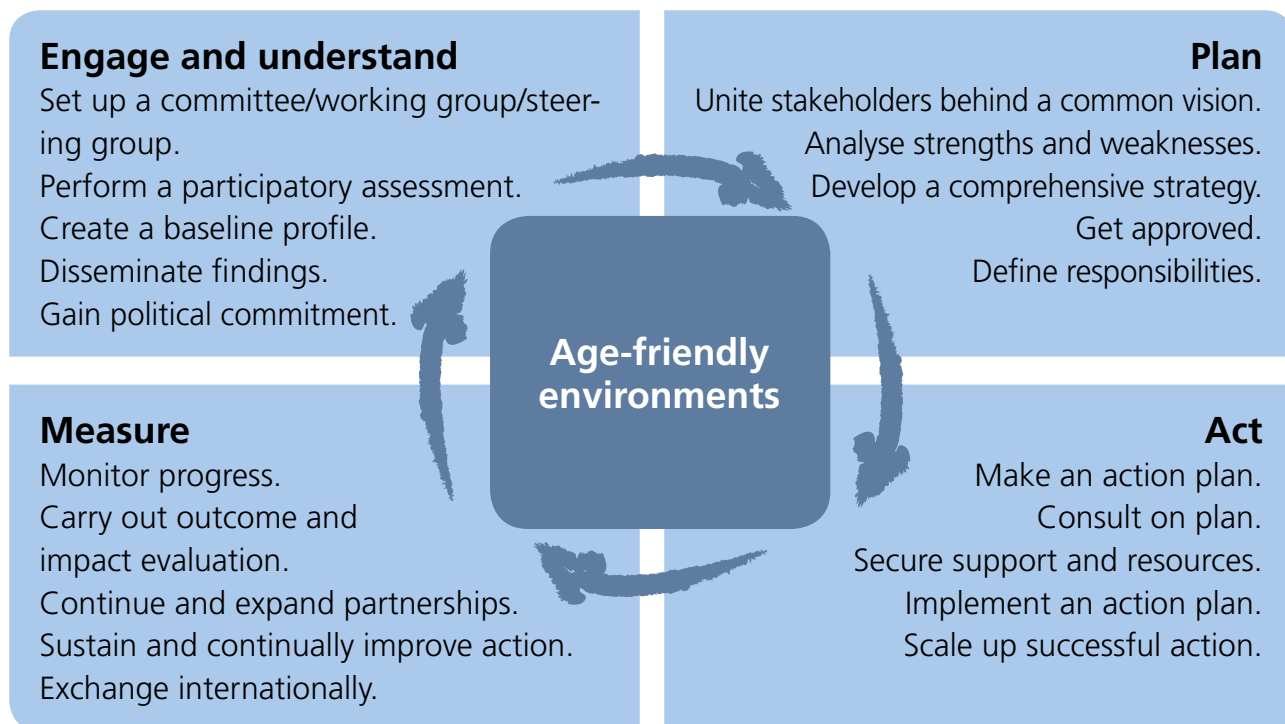 Engage and understand
Set up a committee/working group/steer-
ing group.
Perform a participatory assessment.
Create a baseline profile.
Disseminate findings.
Gain political commitment.
Plan
Unite stakeholders behind a common vision.
Analyse strengths and weaknesses.
Develop a comprehensive strategy.
Get approved.
Define responsibilities.
Age-friendly
environments
Measure
Monitor progress.
Carry out outcome and
impact evaluation.
Continue and expand partnerships.
Sustain and continually improve action.
Exchange internationally.
Act
Make an action plan.
Consult on plan.
Secure support and resources.
Implement an action plan.
Scale up successful action.